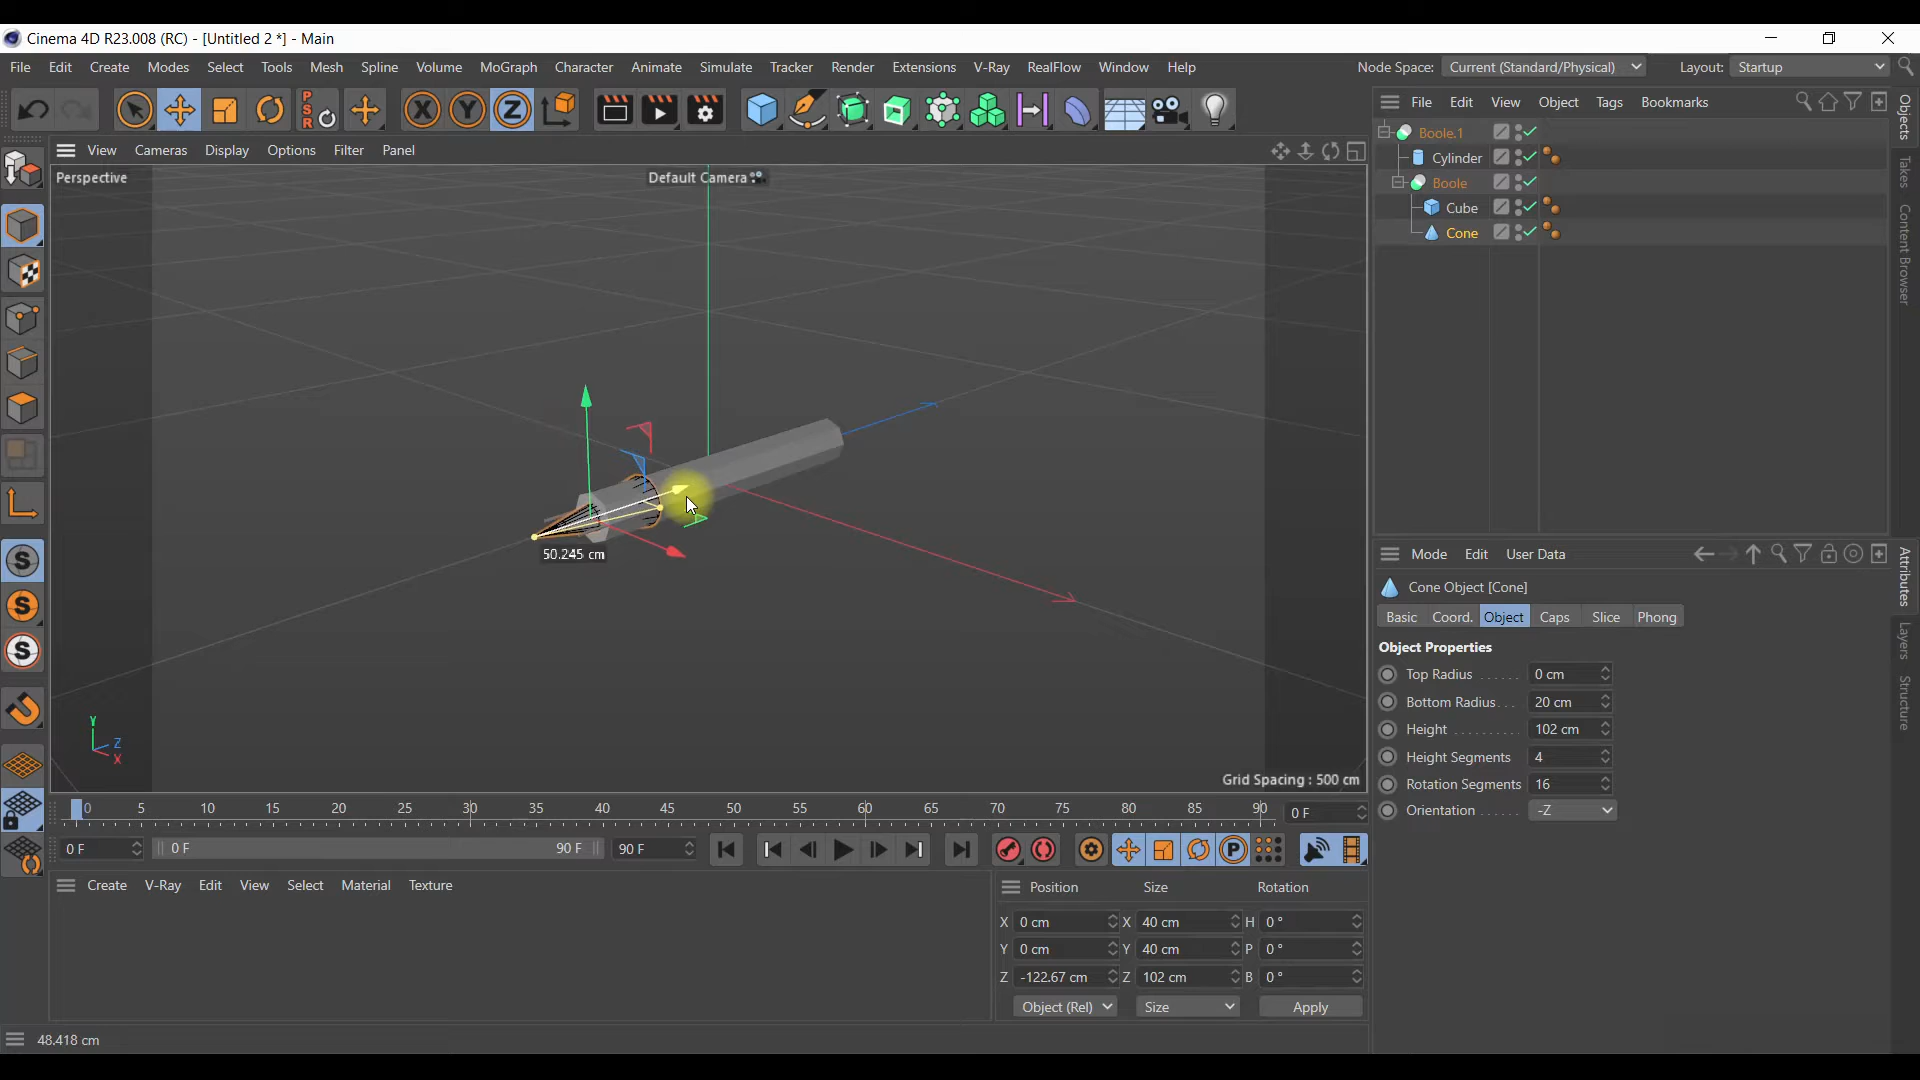 Cinema 4D R23.008 (RC) - [Untitled 2 *] - Main
File Edit Create Modes Select Tools Mesh Spline Volume MoGraph Character Animate Simulate Tracker Render Extensions V-Ray RealFlow Window Help Node Space: Current (Standard/Physical) Layout: Startup
PSR X Y Z
File Edit View Object Tags Bookmarks
View Cameras Display Options Filter Panel
Perspective
Default Camera
Boole.1
Cylinder
Boole
Cube
Cone
Objects
Takes
Content Browser
50.245 cm
Y
Z
X
Grid Spacing : 500 cm
S
S
S
Mode Edit User Data
Cone Object [Cone]
Basic Coord. Object Caps Slice Phong
Object Properties
Top Radius 0 cm
Bottom Radius 20 cm
Height 102 cm
Height Segments 4
Rotation Segments 16
Orientation -Z
Attributes
Layers
Structure
0 5 10 15 20 25 30 35 40 45 50 55 60 65 70 75 80 85 90 0 F
0 F 0 F 90 F 90 F P
Create V-Ray Edit View Select Material Texture
Position Size Rotation
X 0 cm X 40 cm H 0 °
Y 0 cm Y 40 cm P 0 °
Z -122.67 cm Z 102 cm B 0 °
Object (Rel) Size Apply
48.418 cm